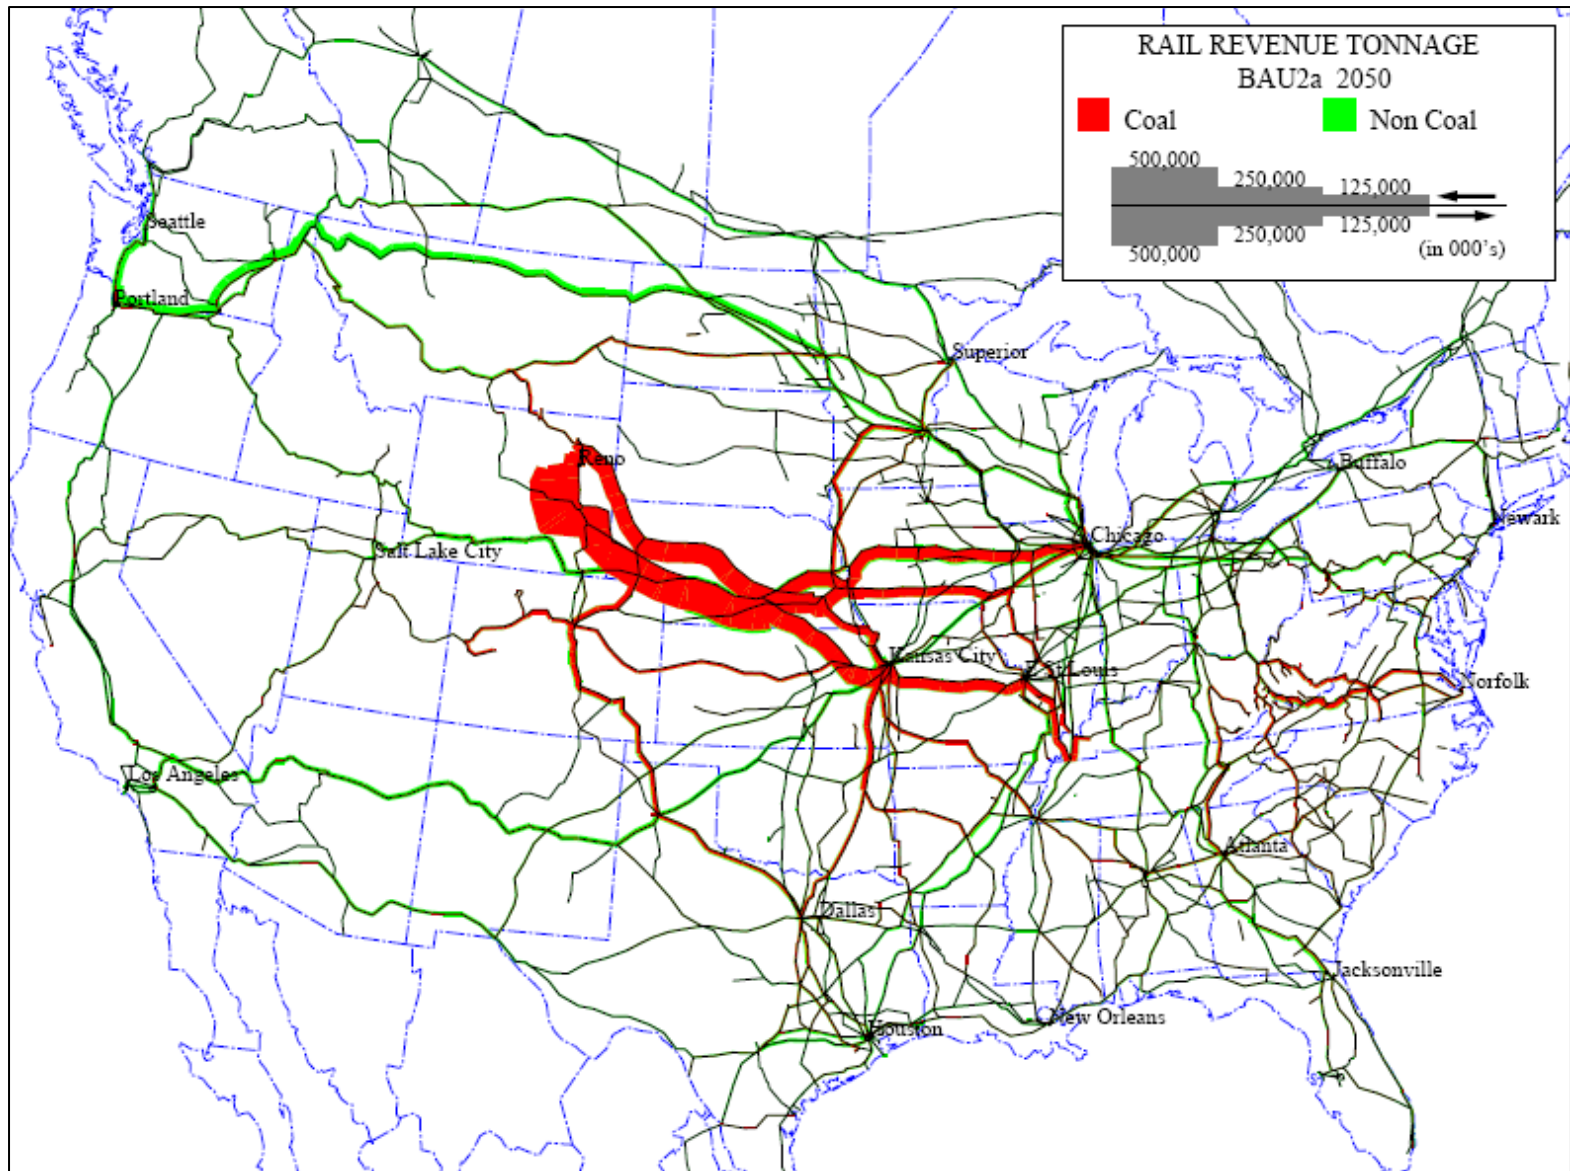 RAIL REVENUE TONNAGE
BAU2a 2050
Coal
Non Coal
500,000
250,000
125,000
500,000
250,000
125,000
(in 000’s)
Seattle
Portland
Superior
Reno
Buffalo
Newark
Chicago
Salt Lake City
Kansas City
E St Louis
Norfolk
Los Angeles
Atlanta
Dallas
Jacksonville
New Orleans
Houston